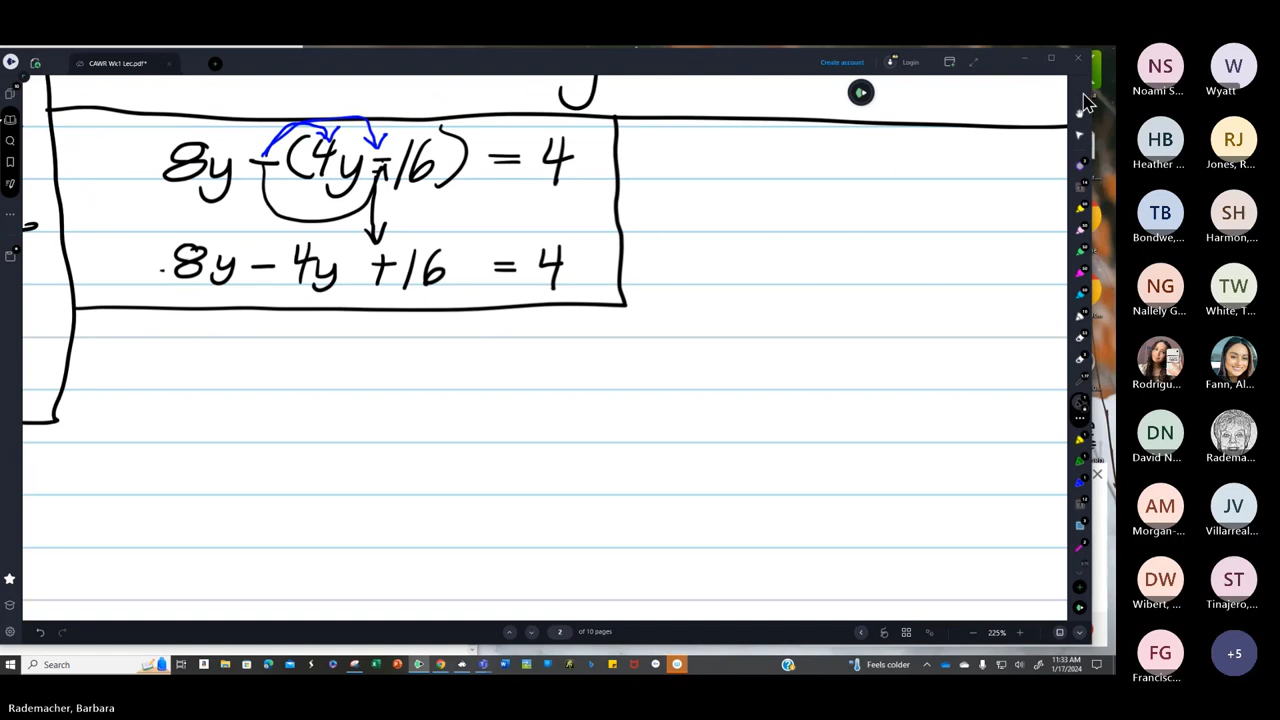 CAWR Wk1 Lec.pdf*
Create account
Login
8y - (4y - 16) = 4
8y - 4y + 16 = 4
2
of 10 pages
225%
Search
Feels colder
11:33 AM
1/17/2024
NS
Noami S...
W
Wyatt
HB
Heather ...
RJ
Jones, R...
TB
Bondwe,...
SH
Harmon,...
NG
Nallely G...
TW
White, T...
Rodrigu...
Fann, Al...
DN
David N...
Radema...
AM
Morgan-...
JV
Villarreal...
DW
Wibert, ...
ST
Tinajero,...
FG
Francisc...
+5
Rademacher, Barbara